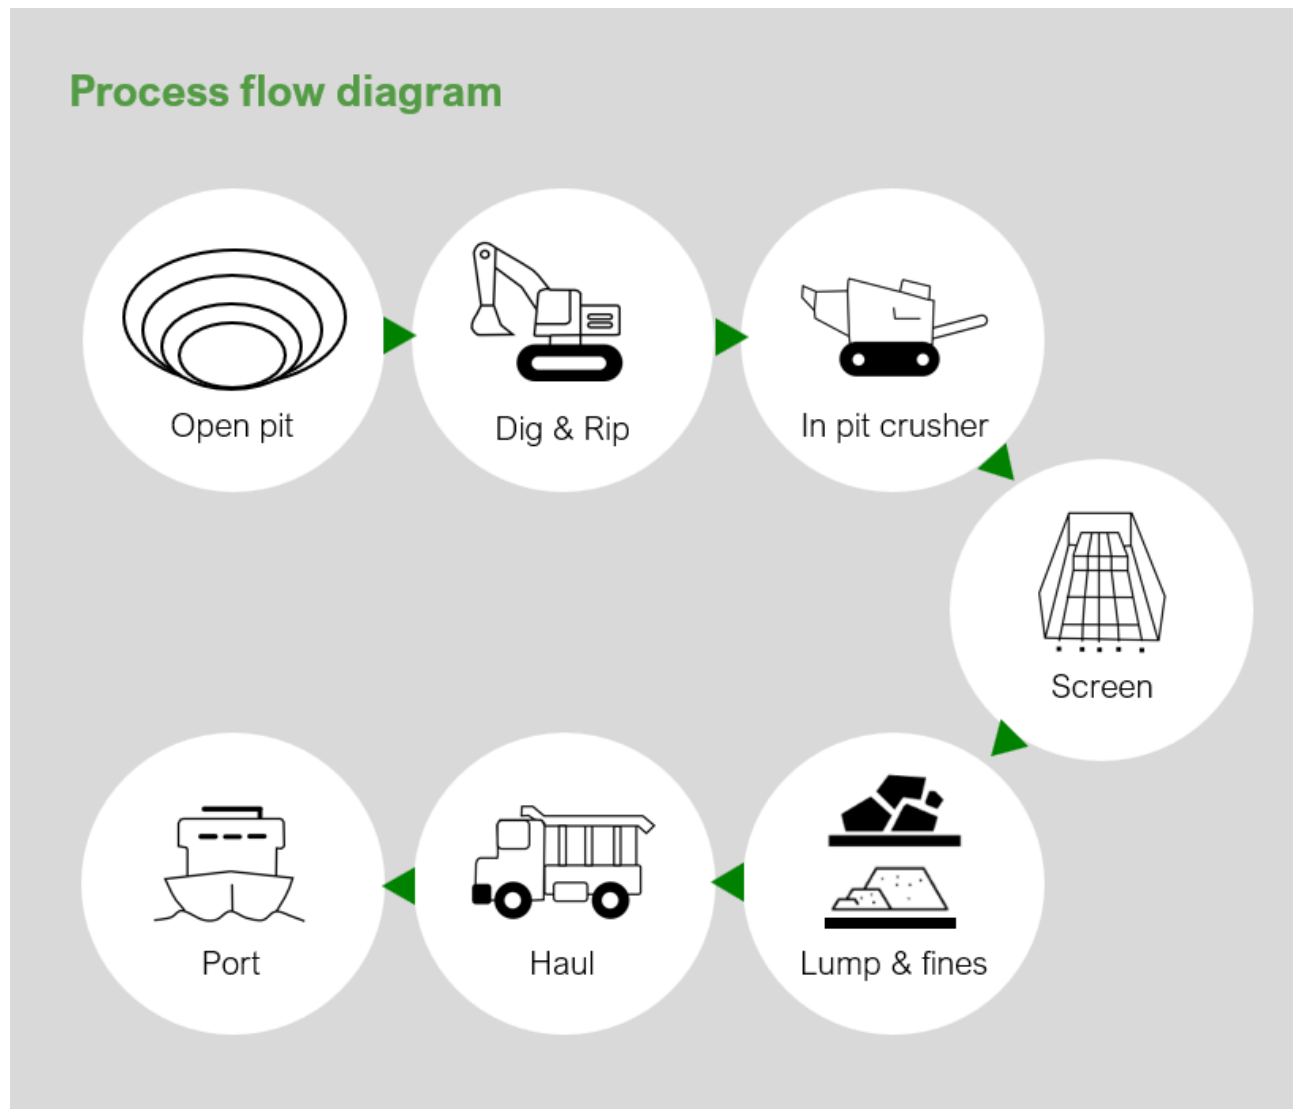 Process flow diagram
Open pit
Dig & Rip
In pit crusher
Screen
Lump & fines
Haul
Port